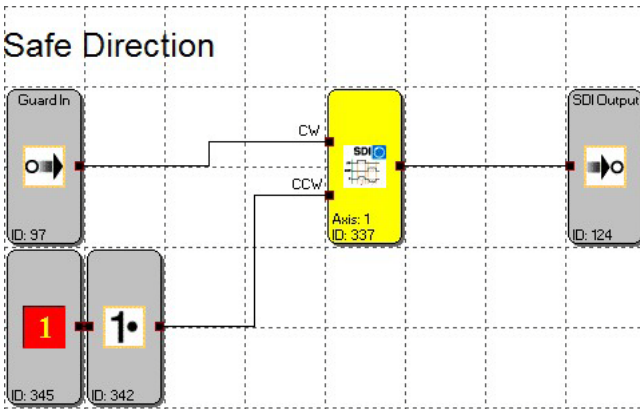 Safe Direction
Guard In
ID: 97
CW
CCW
SDI
Axis: 1
ID: 337
SDI Output
ID: 124
1
ID: 345
1
ID: 342